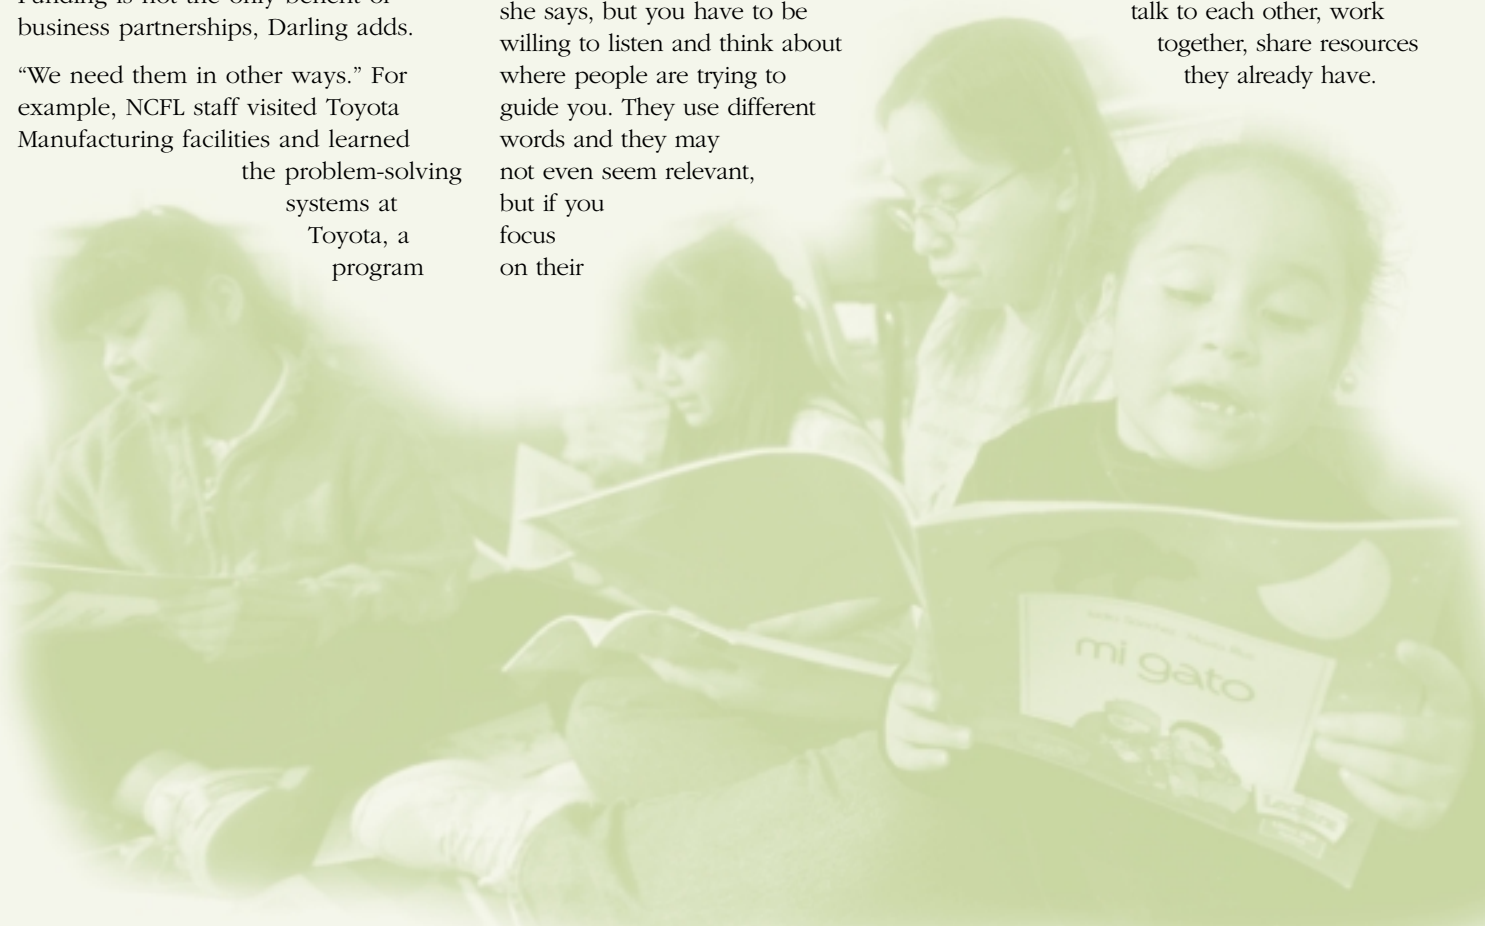 business partnerships, Darling adds.
“We need them in other ways.” For
example, NCFL staff visited Toyota
Manufacturing facilities and learned
the problem-solving
systems at
Toyota, a
program
she says, but you have to be
willing to listen and think about
where people are trying to
guide you. They use different
words and they may
not even seem relevant,
but if you
focus
on their
talk to each other, work
together, share resources
they already have.
mi gato